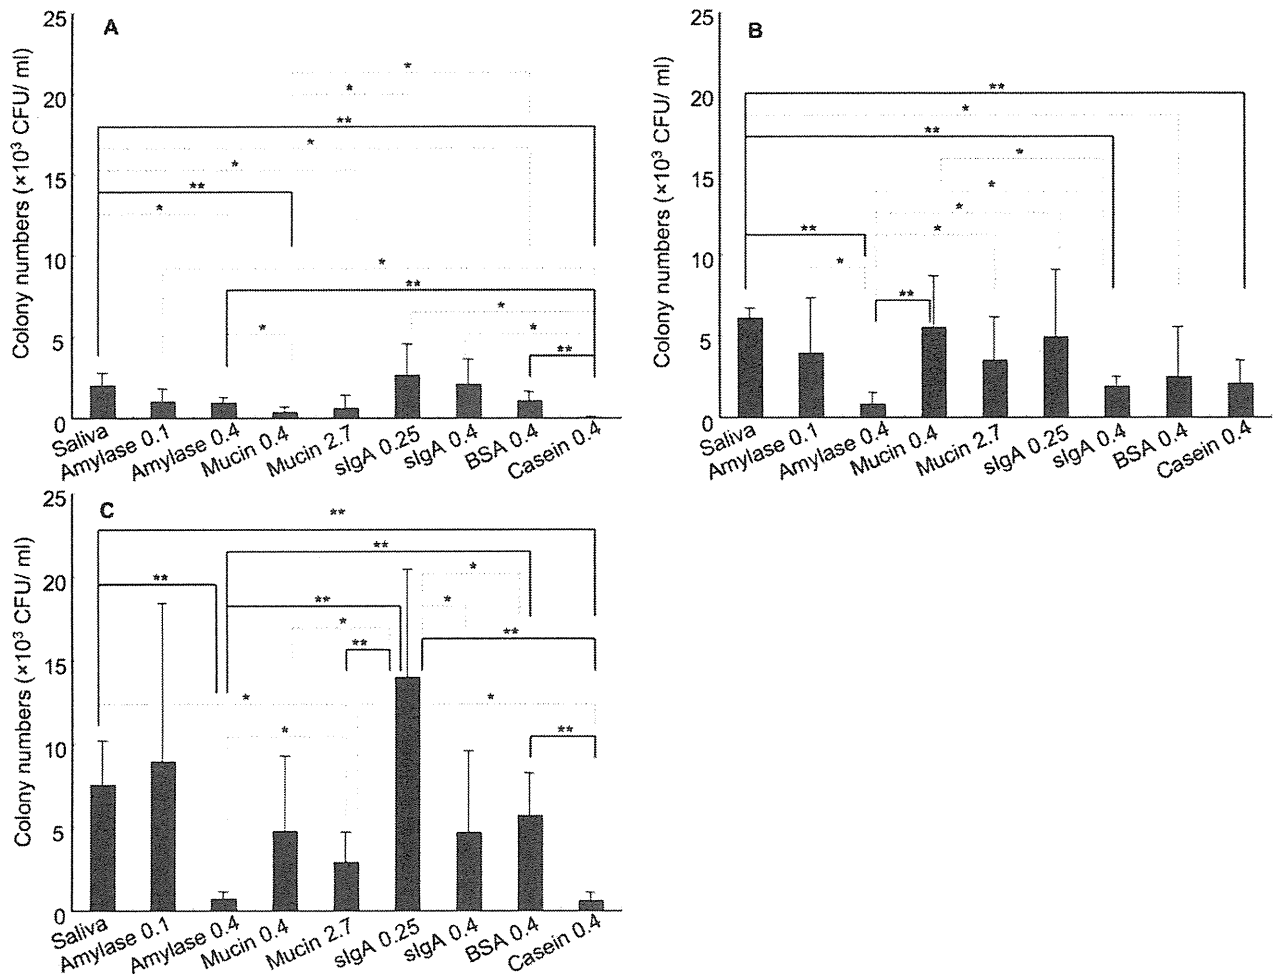 A
Colony numbers (×10³ CFU/ ml)
25
20
15
10
5
0
*
*
**
*
*
**
*
*
**
*
*
*
**
Saliva
Amylase 0.1
Amylase 0.4
Mucin 0.4
Mucin 2.7
sIgA 0.25
sIgA 0.4
BSA 0.4
Casein 0.4
B
Colony numbers (×10³ CFU/ ml)
25
20
15
10
5
0
**
*
**
*
*
*
**
*
*
**
Saliva
Amylase 0.1
Amylase 0.4
Mucin 0.4
Mucin 2.7
sIgA 0.25
sIgA 0.4
BSA 0.4
Casein 0.4
C
Colony numbers (×10³ CFU/ ml)
25
20
15
10
5
0
**
**
*
**
**
*
*
**
**
*
*
*
**
Saliva
Amylase 0.1
Amylase 0.4
Mucin 0.4
Mucin 2.7
sIgA 0.25
sIgA 0.4
BSA 0.4
Casein 0.4